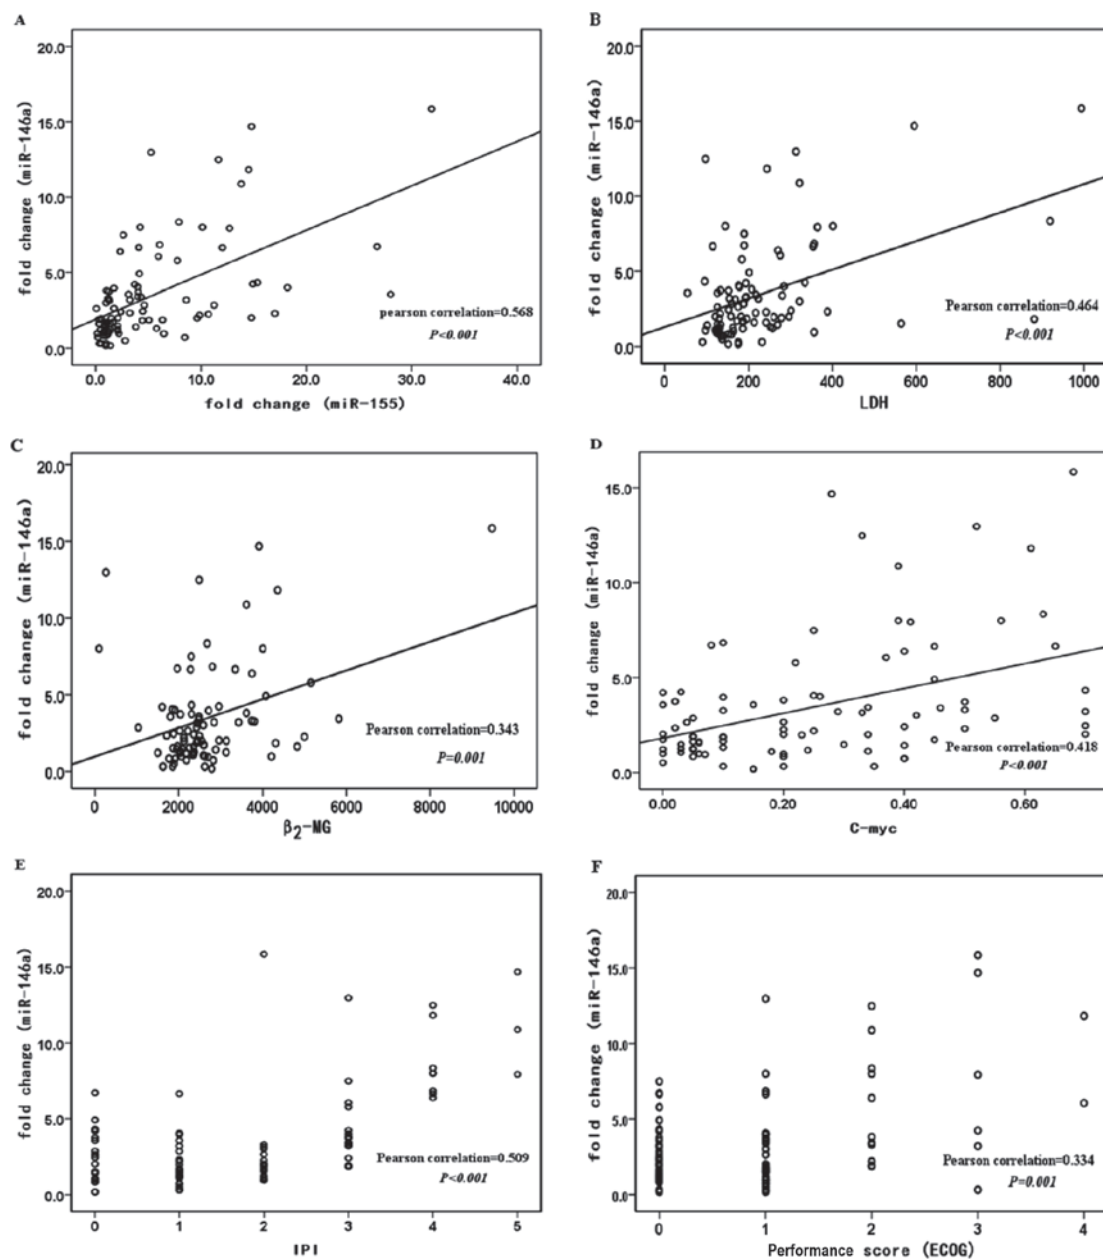 A
fold change (miR-146a)
20.0
15.0
10.0
5.0
0.0
pearson correlation=0.568
P<0.001
0.0 10.0 20.0 30.0 40.0
fold change (miR-155)
B
fold change (miR-146a)
20.0
15.0
10.0
5.0
0.0
Pearson correlation=0.464
P<0.001
0 200 400 600 800 1000
LDH
C
fold change (miR-146a)
20.0
15.0
10.0
5.0
0.0
Pearson correlation=0.343
P=0.001
0 2000 4000 6000 8000 10000
β2-MG
D
fold change (miR-146a)
15.0
10.0
5.0
0.0
Pearson correlation=0.418
P<0.001
0.00 0.20 0.40 0.60
C-myc
E
fold change (miR-146a)
20.0
15.0
10.0
5.0
0.0
Pearson correlation=0.509
P<0.001
0 1 2 3 4 5
IPI
F
fold change (miR-146a)
20.0
15.0
10.0
5.0
0.0
Pearson correlation=0.334
P=0.001
0 1 2 3 4
Performance score (ECOG)